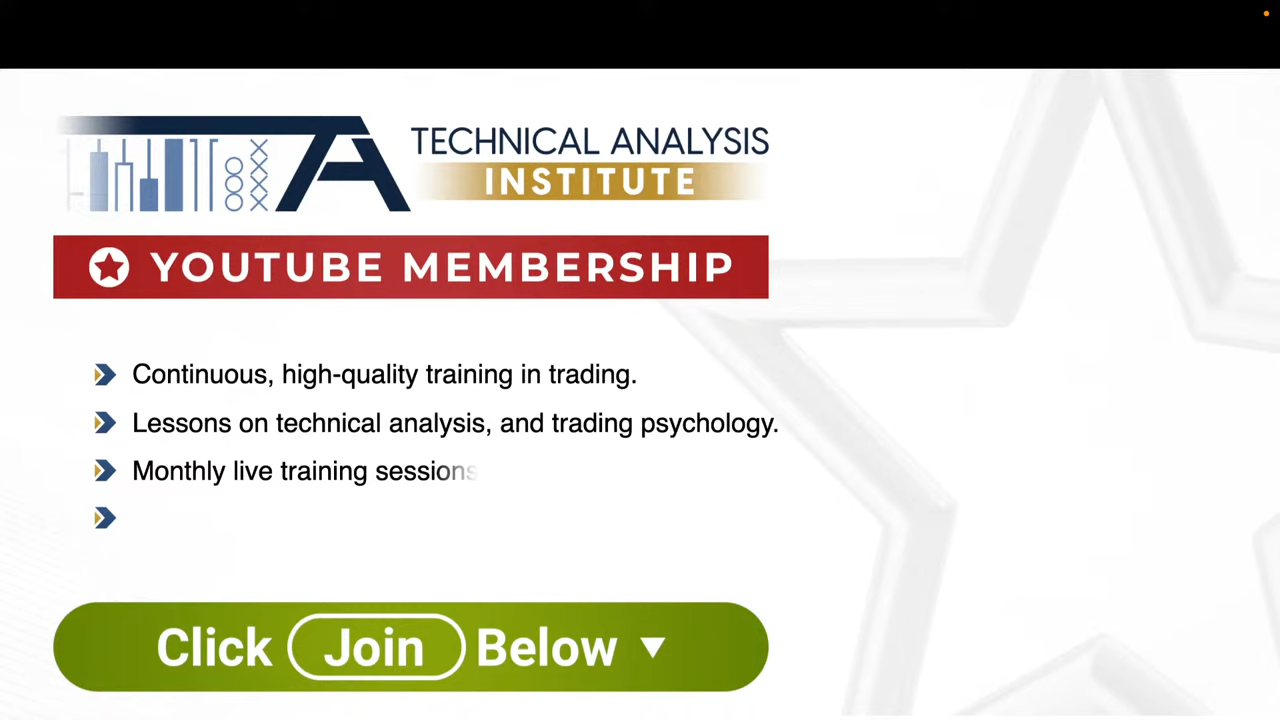 TECHNICAL ANALYSIS
INSTITUTE
YOUTUBE MEMBERSHIP
Continuous, high-quality training in trading.
Lessons on technical analysis, and trading psychology.
Monthly live training sessions
Click Join Below